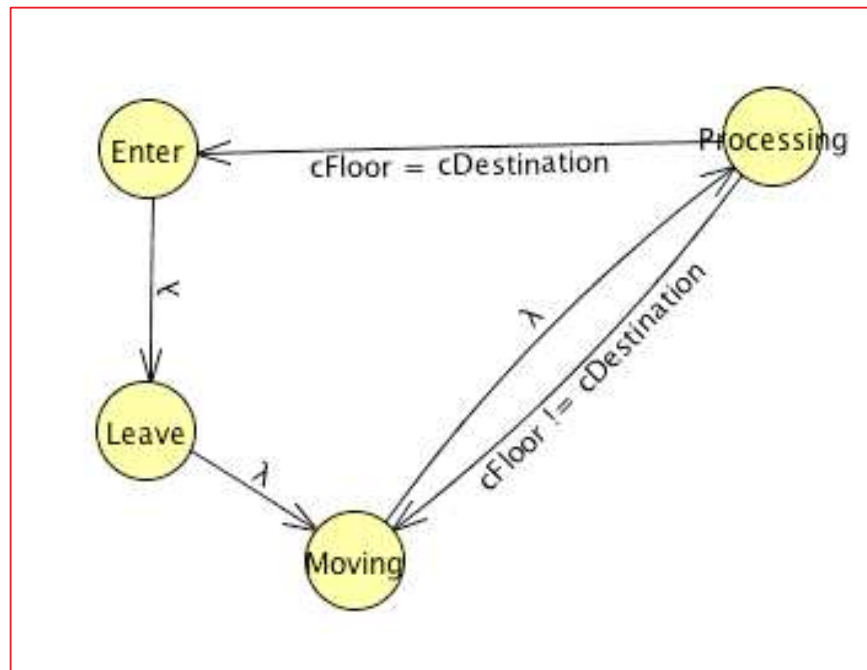 Processing
Enter
cFloor = cDestination
λ
λ
cFloor != cDestination
Leave
λ
Moving